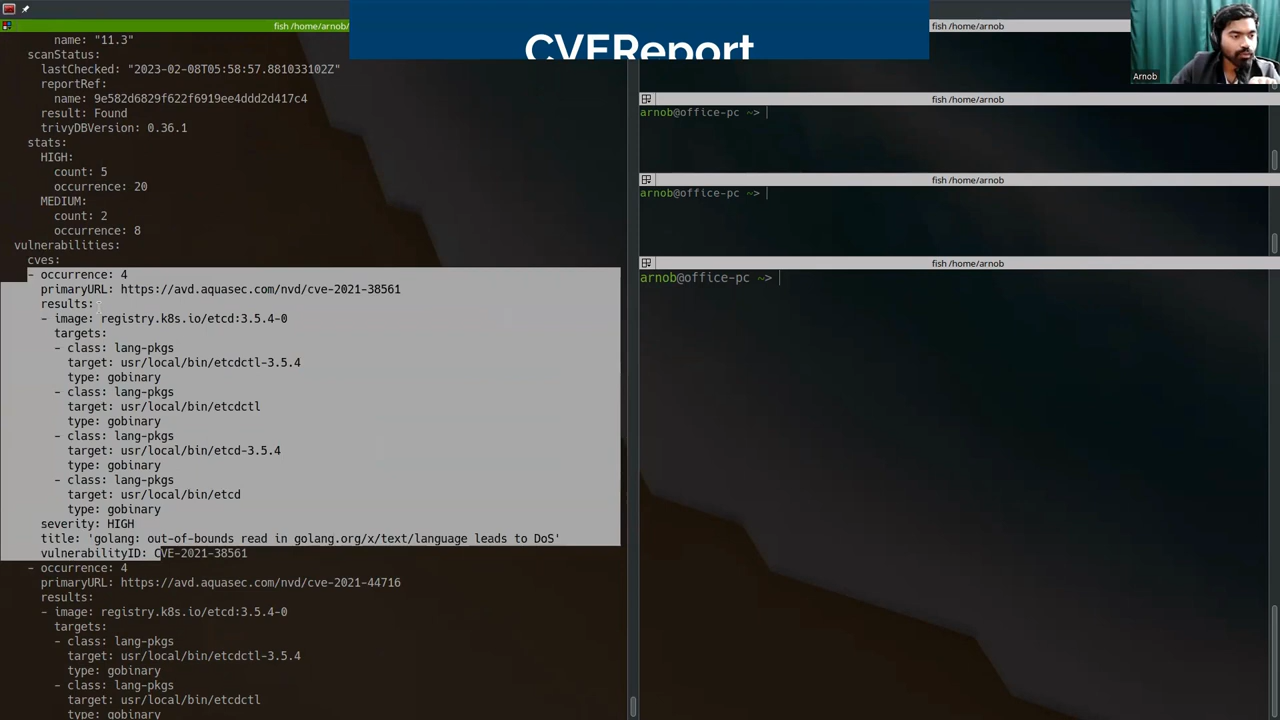 fish /home/arnob/
CVEReport
fish /home/arnob
Arnob
name: "11.3"
scanStatus:
lastChecked: "2023-02-08T05:58:57.881033102Z"
reportRef:
name: 9e582d6829f622f6919ee4ddd2d417c4
result: Found
trivyDBVersion: 0.36.1
stats:
HIGH:
count: 5
occurrence: 20
MEDIUM:
count: 2
occurrence: 8
vulnerabilities:
cves:
- occurrence: 4
primaryURL: https://avd.aquasec.com/nvd/cve-2021-38561
results:
- image: registry.k8s.io/etcd:3.5.4-0
targets:
- class: lang-pkgs
target: usr/local/bin/etcdctl-3.5.4
type: gobinary
- class: lang-pkgs
target: usr/local/bin/etcdctl
type: gobinary
- class: lang-pkgs
target: usr/local/bin/etcd-3.5.4
type: gobinary
- class: lang-pkgs
target: usr/local/bin/etcd
type: gobinary
severity: HIGH
title: 'golang: out-of-bounds read in golang.org/x/text/language leads to DoS'
vulnerabilityID: CVE-2021-38561
- occurrence: 4
primaryURL: https://avd.aquasec.com/nvd/cve-2021-44716
results:
- image: registry.k8s.io/etcd:3.5.4-0
targets:
- class: lang-pkgs
target: usr/local/bin/etcdctl-3.5.4
type: gobinary
- class: lang-pkgs
target: usr/local/bin/etcdctl
type: gobinary
fish /home/arnob
arnob@office-pc ~>
fish /home/arnob
arnob@office-pc ~>
fish /home/arnob
arnob@office-pc ~>